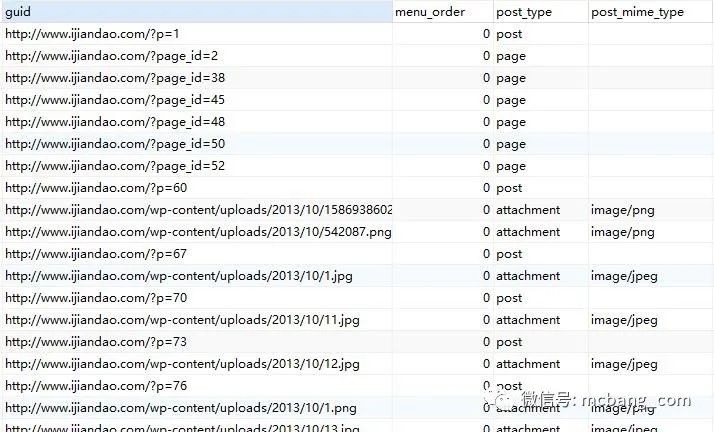 guid menu_order post_type post_mime_type
http://www.ijiandao.com/?p=1 0 post
http://www.ijiandao.com/?page_id=2 0 page
http://www.ijiandao.com/?page_id=38 0 page
http://www.ijiandao.com/?page_id=45 0 page
http://www.ijiandao.com/?page_id=48 0 page
http://www.ijiandao.com/?page_id=50 0 page
http://www.ijiandao.com/?page_id=52 0 page
http://www.ijiandao.com/?p=60 0 post
http://www.ijiandao.com/wp-content/uploads/2013/10/1586938602 0 attachment image/png
http://www.ijiandao.com/wp-content/uploads/2013/10/542087.png 0 attachment image/png
http://www.ijiandao.com/?p=67 0 post
http://www.ijiandao.com/wp-content/uploads/2013/10/1.jpg 0 attachment image/jpeg
http://www.ijiandao.com/?p=70 0 post
http://www.ijiandao.com/wp-content/uploads/2013/10/11.jpg 0 attachment image/jpeg
http://www.ijiandao.com/?p=73 0 post
http://www.ijiandao.com/wp-content/uploads/2013/10/12.jpg 0 attachment image/jpeg
http://www.ijiandao.com/?p=76 0 post
微信号: mcbang_com
http://www.ijiandao.com/wp-content/uploads/2013/10/1.png 0 attachment image/png
http://www.ijiandao.com/wp-content/uploads/2013/10/13.jpg 0 attachment image/jpeg